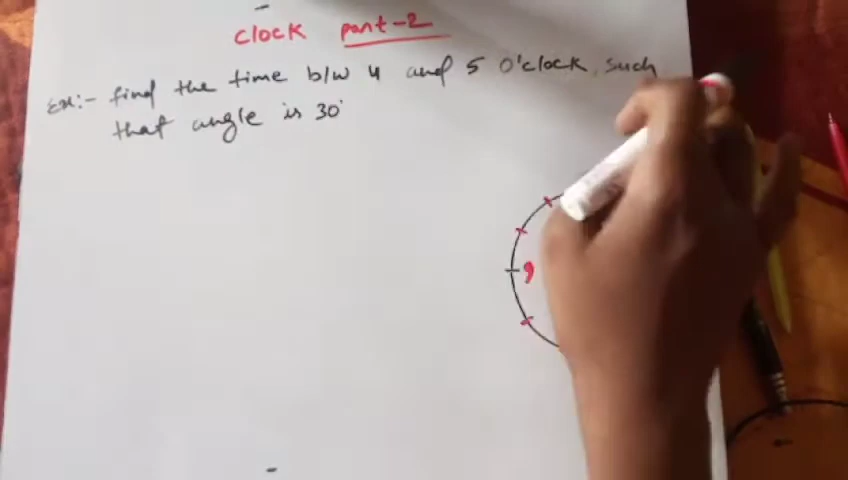 clock part-2
Ex:- find the time b/w 4 and 5 O'clock, such
that angle is 30°
9